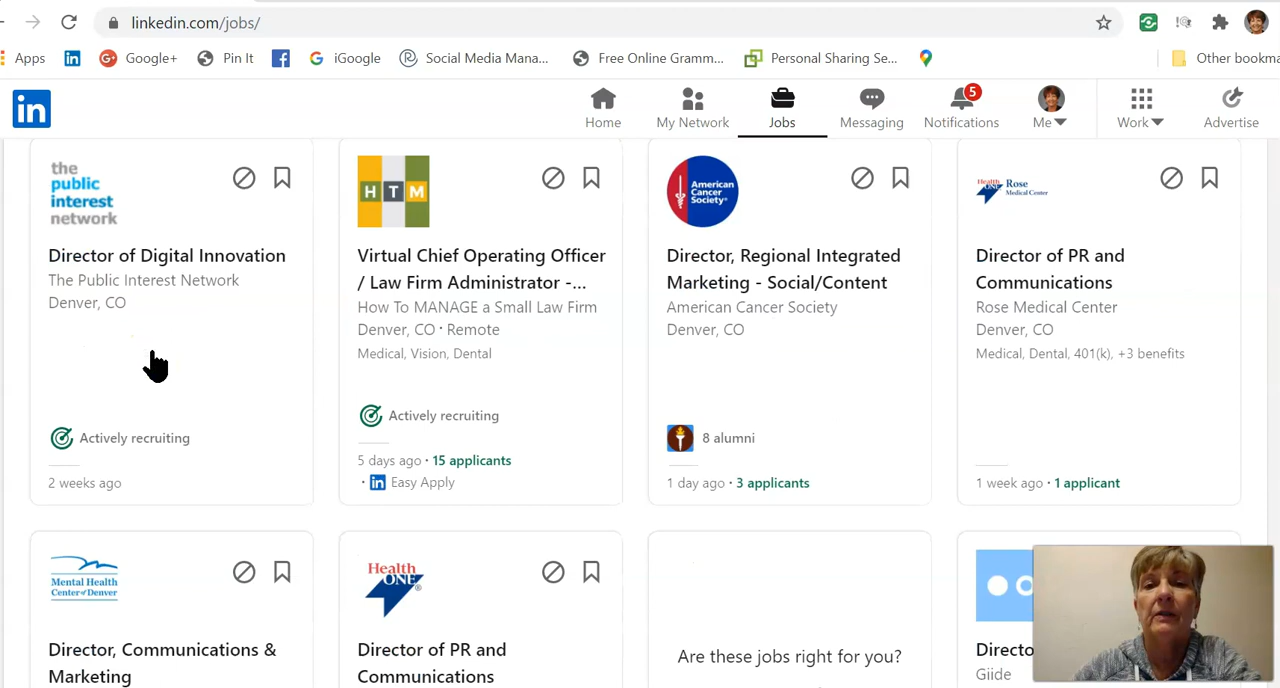 linkedin.com/jobs/
Apps Google+ Pin It iGoogle Social Media Mana... Free Online Gramm... Personal Sharing Se... Other bookma
in
Home My Network Jobs Messaging 5 Notifications Me Work Advertise
the
public
interest
network
Director of Digital Innovation
The Public Interest Network
Denver, CO
Actively recruiting
2 weeks ago
HTM
Virtual Chief Operating Officer
/ Law Firm Administrator -...
How To MANAGE a Small Law Firm
Denver, CO · Remote
Medical, Vision, Dental
Actively recruiting
5 days ago · 15 applicants
· in Easy Apply
American
Cancer
Society®
Director, Regional Integrated
Marketing - Social/Content
American Cancer Society
Denver, CO
8 alumni
1 day ago · 3 applicants
HealthONE Rose
Medical Center
Director of PR and
Communications
Rose Medical Center
Denver, CO
Medical, Dental, 401(k), +3 benefits
1 week ago · 1 applicant
Mental Health
Center of Denver
Director, Communications &
Marketing
HealthONE®
Director of PR and
Communications
Are these jobs right for you?
Directo
Giide